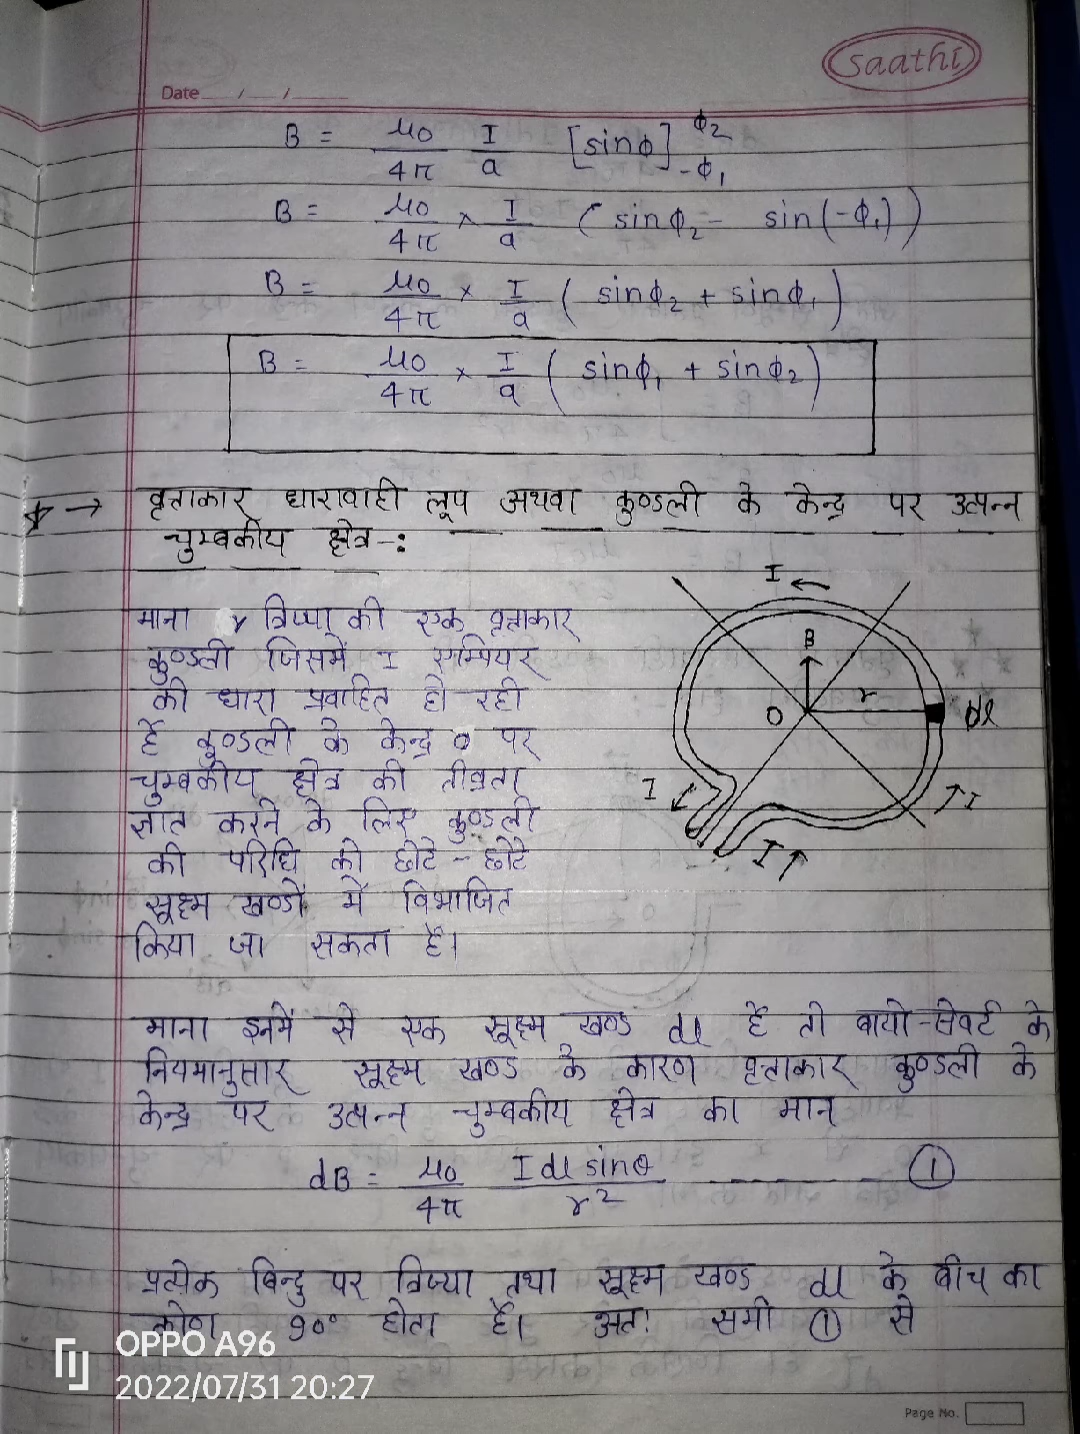 saathi
Date / /
B = μ0/4π I/a [sinϕ]^ϕ2_-ϕ1
B = μ0/4π × I/a (sinϕ2 - sin(-ϕ1))
B = μ0/4π × I/a (sinϕ2 + sinϕ1)
B = μ0/4π × I/a (sinϕ1 + sinϕ2)
→ वृत्ताकार धारावाही लूप अथवा कुण्डली के केन्द्र पर उत्पन्न
चुम्बकीय क्षेत्र-:
माना r त्रिज्या की एक वृत्ताकार
कुण्डली जिसमें I एम्पियर
की धारा प्रवाहित हो रही
है कुण्डली के केन्द्र o पर
चुम्बकीय क्षेत्र की तीव्रता
ज्ञात करने के लिए कुण्डली
की परिधि को छोटे-छोटे
सूक्ष्म खण्डों में विभाजित
किया जा सकता है।
I ←
B
r
O
dl
I
I
I ↑
माना इनमें से एक सूक्ष्म खण्ड dl है तो बायो-सेवर्ट के
नियमानुसार सूक्ष्म खण्ड के कारण वृत्ताकार कुण्डली के
केन्द्र पर उत्पन्न चुम्बकीय क्षेत्र का मान
dB = μ0/4π I dl sinθ/r² ------ ①
प्रत्येक बिन्दु पर त्रिज्या तथा सूक्ष्म खण्ड dl के बीच का
कोण 90° होता है। अतः समी ① से
OPPO A96
2022/07/31 20:27
Page No.